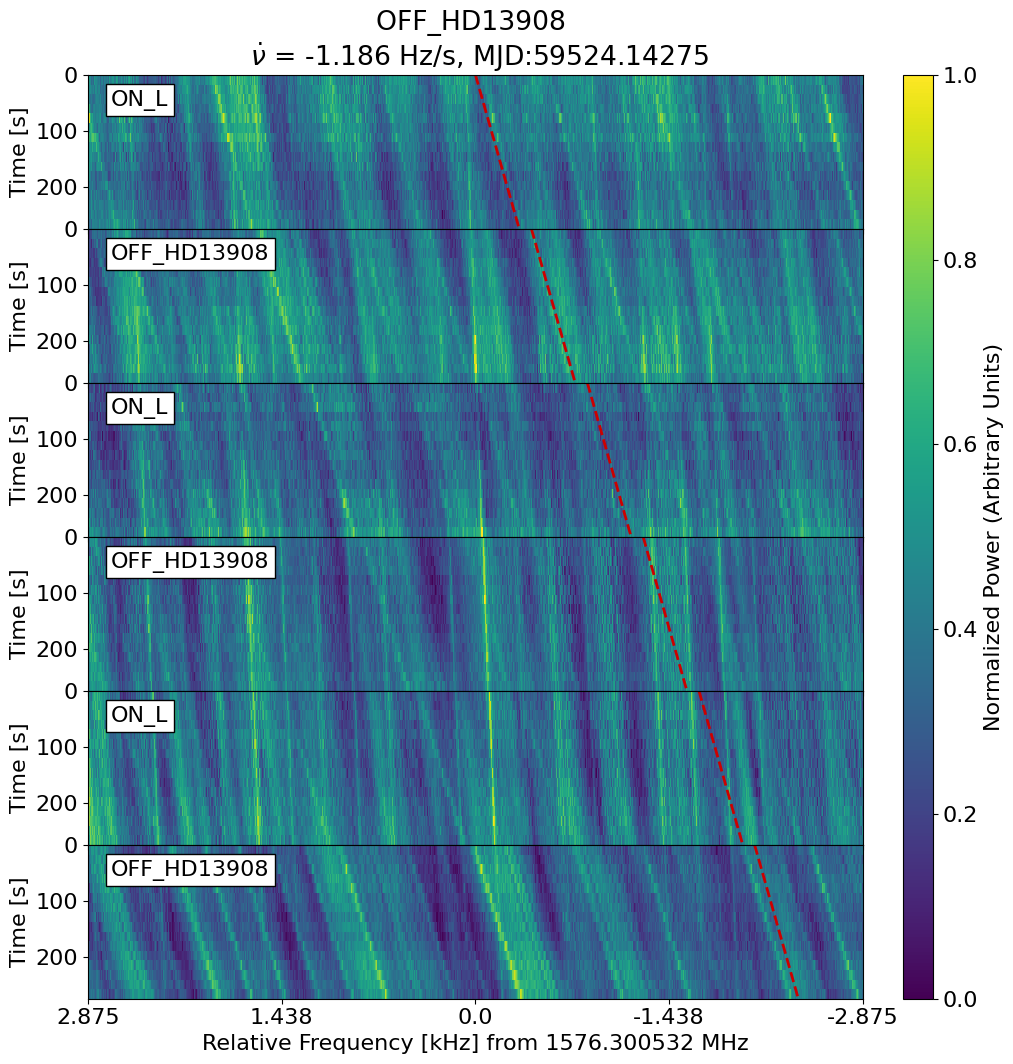 OFF_HD13908
ν̇ = -1.186 Hz/s, MJD:59524.14275
ON_L
OFF_HD13908
ON_L
OFF_HD13908
ON_L
OFF_HD13908
Time [s]
0
100
200
Time [s]
0
100
200
Time [s]
0
100
200
Time [s]
0
100
200
Time [s]
0
100
200
Time [s]
0
100
200
2.875
1.438
0.0
-1.438
-2.875
Relative Frequency [kHz] from 1576.300532 MHz
1.0
0.8
0.6
0.4
0.2
0.0
Normalized Power (Arbitrary Units)